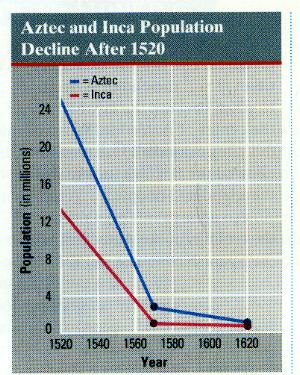 Aztec and Inca Population
Decline After 1520
= Aztec
= Inca
Population (in millions)
24
20
16
12
8
4
0
1520 1540 1560 1580 1600 1620
Year